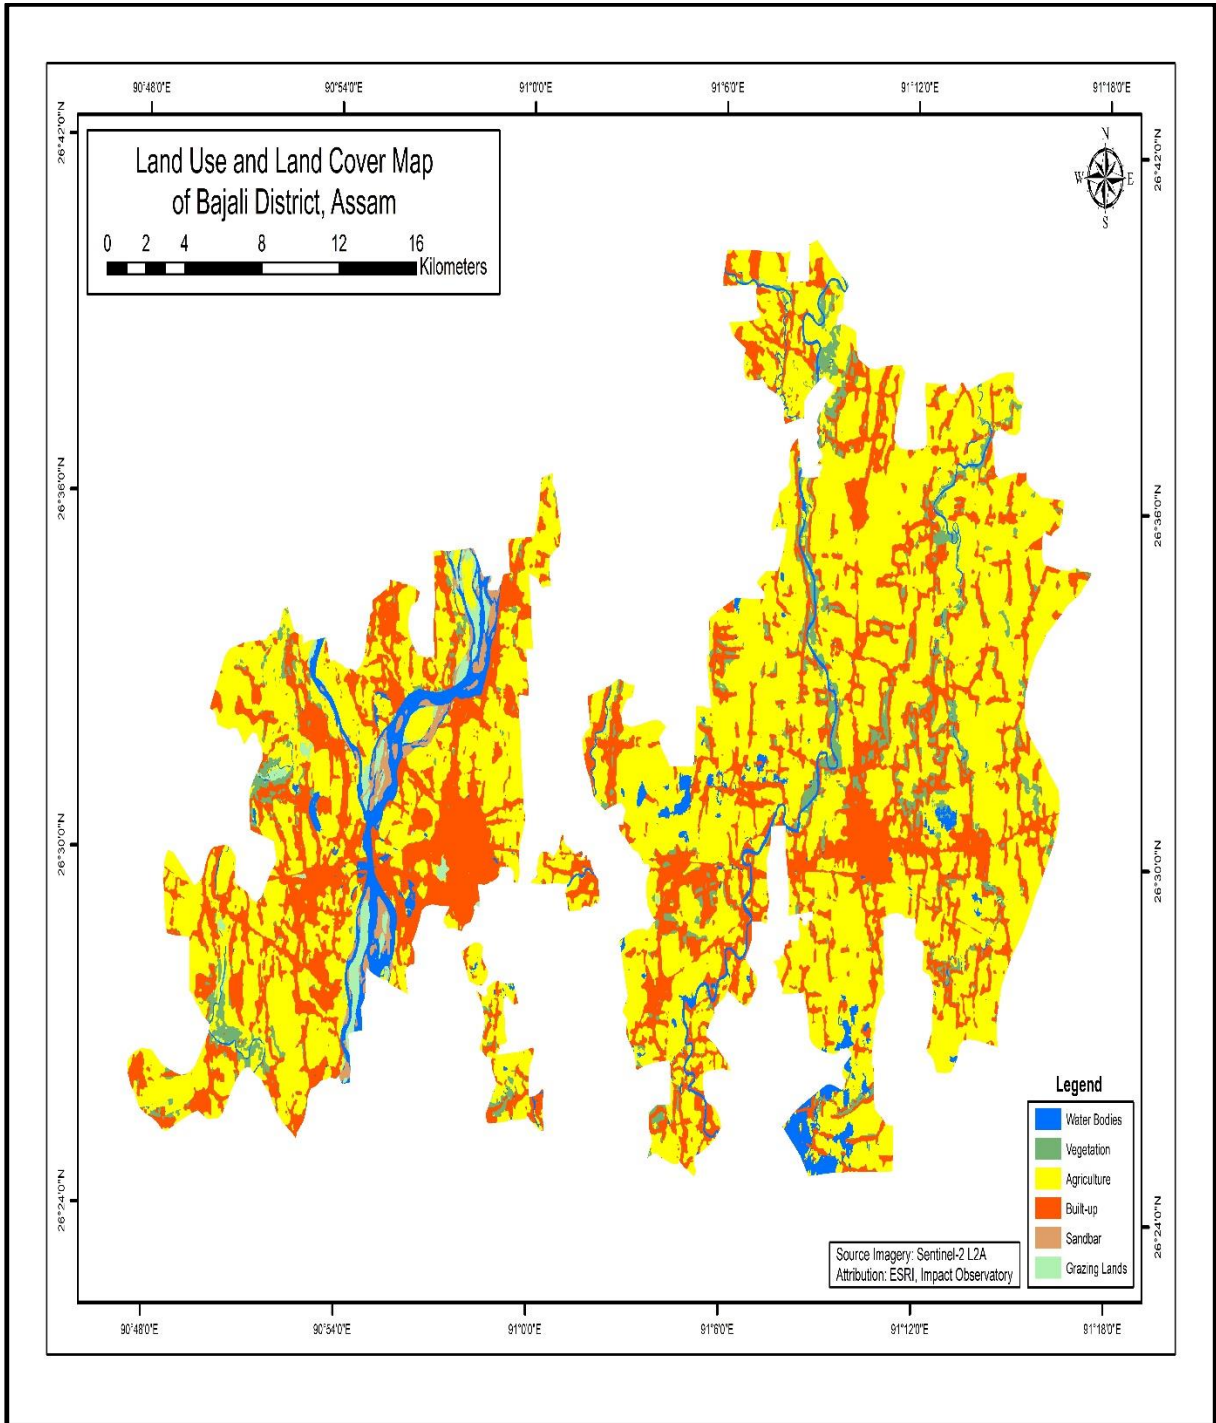 90°48'0"E 90°54'0"E 91°0'0"E 91°6'0"E 91°12'0"E 91°18'0"E
26°42'0"N
26°42'0"N
Land Use and Land Cover Map
of Bajali District, Assam
0 2 4 8 12 16
Kilometers
N
W E
S
26°36'0"N
26°36'0"N
26°30'0"N
26°30'0"N
26°24'0"N
26°24'0"N
Legend
Water Bodies
Vegetation
Agriculture
Built-up
Sandbar
Grazing Lands
Source Imagery: Sentinel-2 L2A
Attribution: ESRI, Impact Observatory
90°48'0"E 90°54'0"E 91°0'0"E 91°6'0"E 91°12'0"E 91°18'0"E